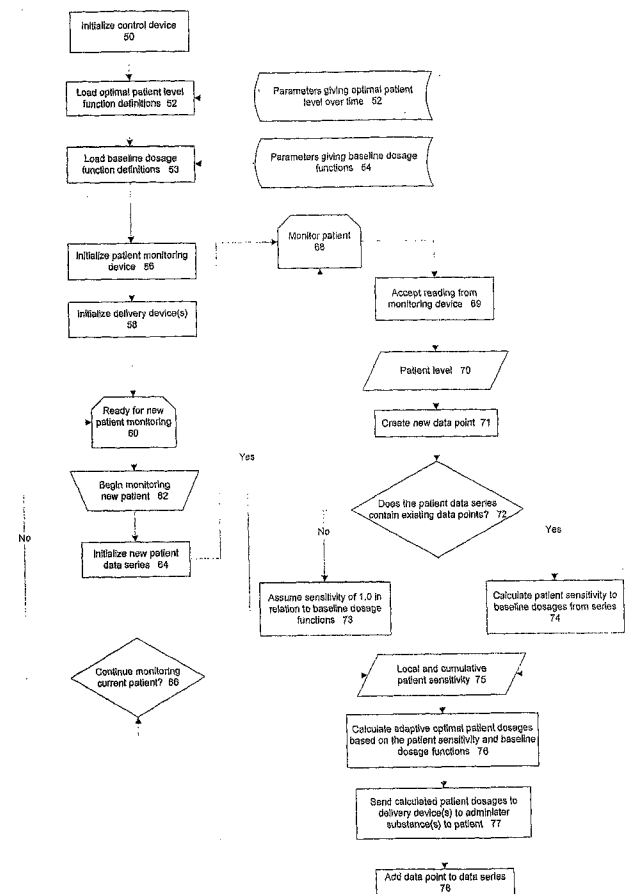 Initialize control device
50
Load optimal patient level
function definitions 52
Parameters giving optimal patient
level over time 52
Load baseline dosage
function definitions 53
Parameters giving baseline dosage
functions 54
Monitor patient
68
Initialize patient monitoring
device 56
Accept reading from
monitoring device 69
Initialize delivery device(s)
58
Patient level 70
Ready for new
patient monitoring
60
Create new data point 71
Yes
Begin monitoring
new patient 62
Does the patient data series
contain existing data points? 72
No
No
Yes
Initialize new patient
data series 64
Assume sensitivity of 1.0 in
relation to baseline dosage
functions 73
Calculate patient sensitivity to
baseline dosages from series
74
Continue monitoring
current patient? 66
Local and cumulative
patient sensitivity 75
Calculate adaptive optimal patient dosages
based on the patient sensitivity and baseline
dosage functions 76
Send calculated patient dosages to
delivery device(s) to administer
substance(s) to patient 77
Add data point to data series
78